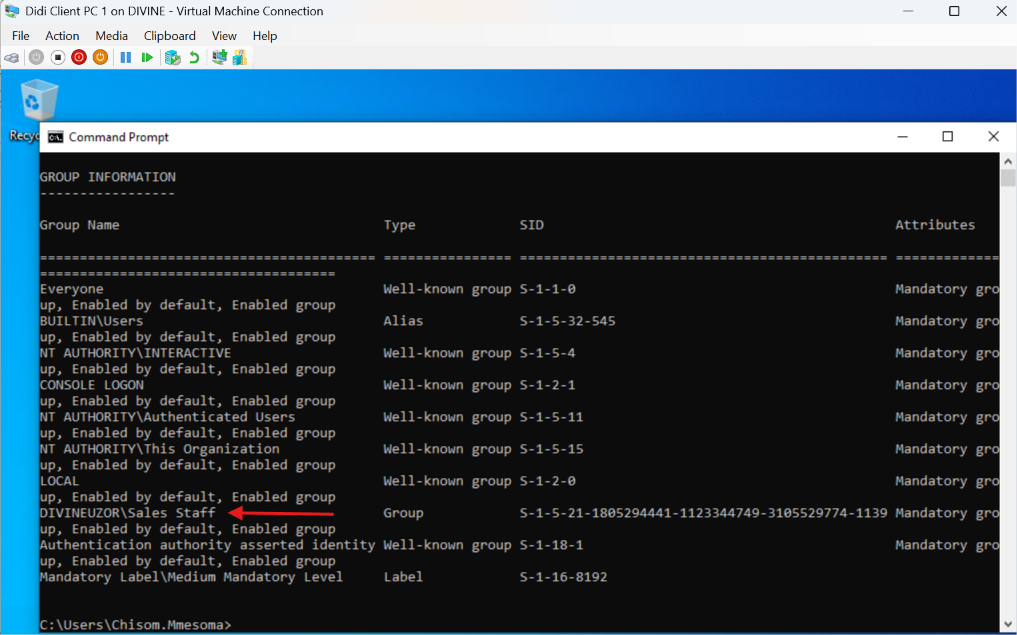 Didi Client PC 1 on DIVINE - Virtual Machine Connection
File Action Media Clipboard View Help
Command Prompt
GROUP INFORMATION
-----------------
Group Name Type SID Attributes
========================================== ================ ============================================== =============
=====================================
Everyone Well-known group S-1-1-0 Mandatory gro
up, Enabled by default, Enabled group
BUILTIN\Users Alias S-1-5-32-545 Mandatory gro
up, Enabled by default, Enabled group
NT AUTHORITY\INTERACTIVE Well-known group S-1-5-4 Mandatory gro
up, Enabled by default, Enabled group
CONSOLE LOGON Well-known group S-1-2-1 Mandatory gro
up, Enabled by default, Enabled group
NT AUTHORITY\Authenticated Users Well-known group S-1-5-11 Mandatory gro
up, Enabled by default, Enabled group
NT AUTHORITY\This Organization Well-known group S-1-5-15 Mandatory gro
up, Enabled by default, Enabled group
LOCAL Well-known group S-1-2-0 Mandatory gro
up, Enabled by default, Enabled group
DIVINEUZOR\Sales Staff Group S-1-5-21-1805294441-1123344749-3105529774-1139 Mandatory gro
up, Enabled by default, Enabled group
Authentication authority asserted identity Well-known group S-1-18-1 Mandatory gro
up, Enabled by default, Enabled group
Mandatory Label\Medium Mandatory Level Label S-1-16-8192
C:\Users\Chisom.Mmesoma>